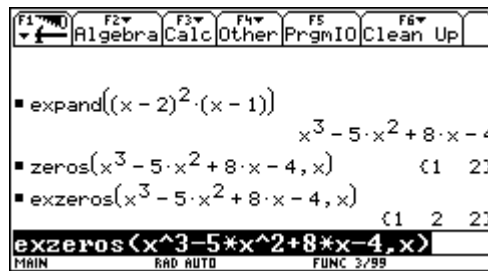 F1 F2 Algebra F3 Calc F4 Other F5 PrgmIO F6 Clean Up
▪ expand((x - 2)²·(x - 1))
x³ - 5·x² + 8·x - 4
▪ zeros(x³ - 5·x² + 8·x - 4, x) {1 2}
▪ exzeros(x³ - 5·x² + 8·x - 4, x)
{1 2 2}
exzeros(x^3-5*x^2+8*x-4,x)
MAIN RAD AUTO FUNC 3/99